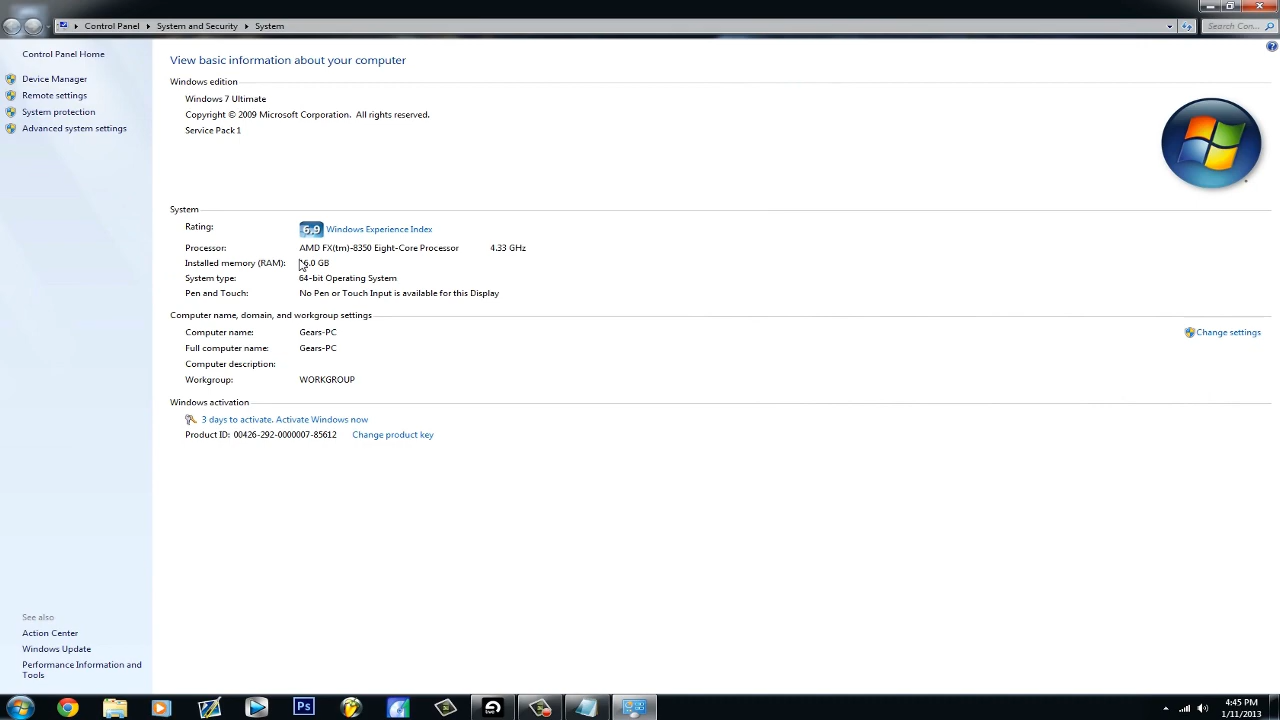 Control Panel System and Security System
Search Con...
Control Panel Home
Device Manager
Remote settings
System protection
Advanced system settings
View basic information about your computer
Windows edition
Windows 7 Ultimate
Copyright © 2009 Microsoft Corporation. All rights reserved.
Service Pack 1
System
Rating: 6.9 Windows Experience Index
Processor: AMD FX(tm)-8350 Eight-Core Processor 4.33 GHz
Installed memory (RAM): GB
System type: 64-bit Operating System
Pen and Touch: No Pen or Touch Input is available for this Display
Computer name, domain, and workgroup settings
Computer name: Gears-PC
Change settings
Full computer name: Gears-PC
Computer description:
Workgroup: WORKGROUP
Windows activation
3 days to activate. Activate Windows now
Product ID: 00426-292-0000007-85612 Change product key
See also
Action Center
Windows Update
Performance Information and
Tools
Ps
live
4:45 PM
1/11/2013